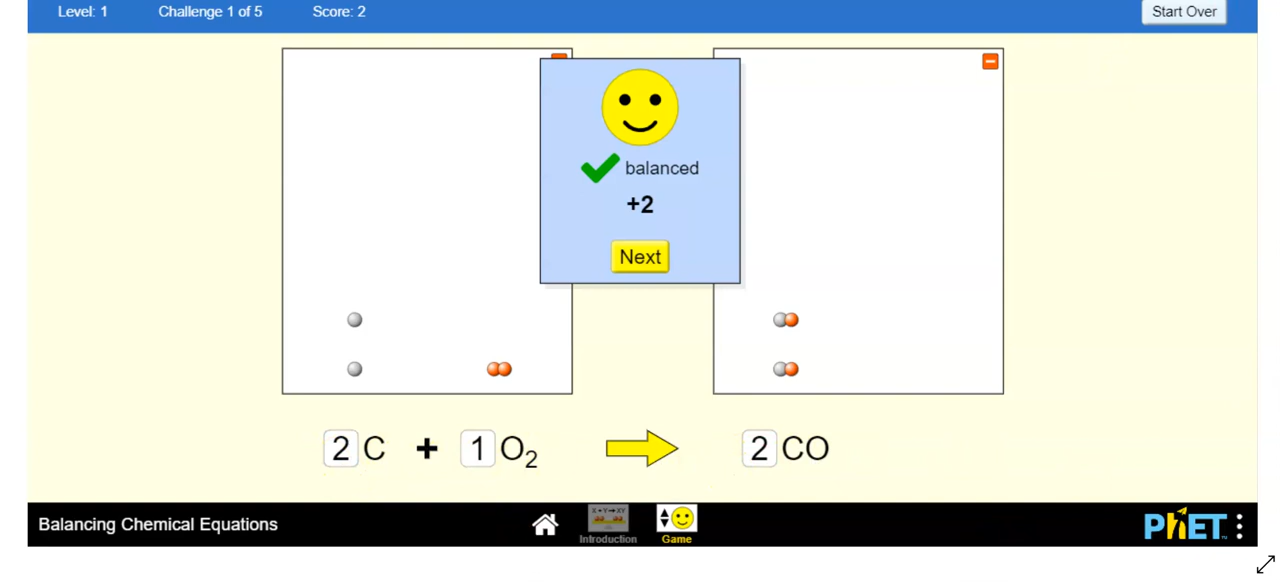 Level: 1 Challenge 1 of 5 Score: 2 Start Over
balanced
+2
Next
2 C + 1 O₂ 2 CO
Balancing Chemical Equations
X + Y → XY
Introduction
Game
PhET